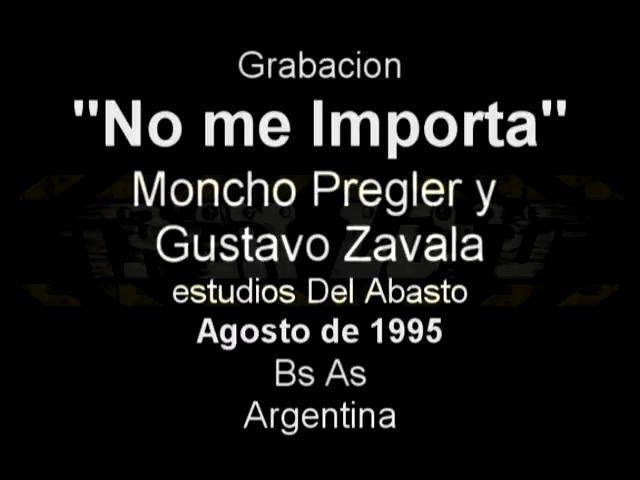 Grabacion
"No me Importa"
Moncho Pregler y
Gustavo Zavala
estudios Del Abasto
Agosto de 1995
Bs As
Argentina